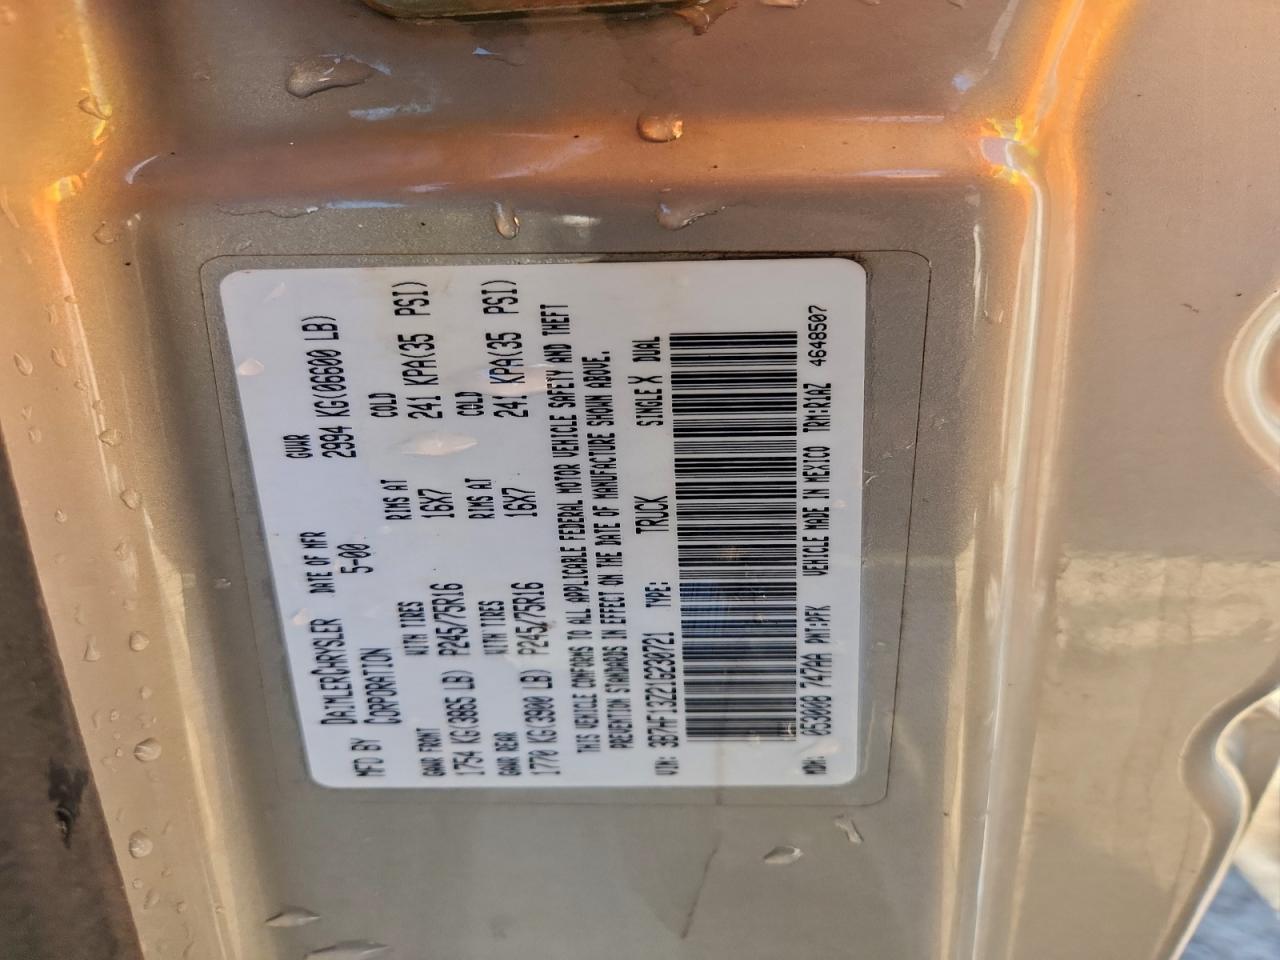 MFD BY DAIMLERCHRYSLER CORPORATION
DATE OF MFR 5-00
GVWR 2994 KG(06600 LB)
GAWR FRONT WITH TIRES RIMS AT COLD
1754 KG(3865 LB) P245/75R16 16X7 241 KPA(35 PSI)
GAWR REAR WITH TIRES RIMS AT COLD
1770 KG(3900 LB) P245/75R16 16X7 241 KPA(35 PSI)
THIS VEHICLE CONFORMS TO ALL APPLICABLE FEDERAL MOTOR VEHICLE SAFETY AND THEFT
PREVENTION STANDARDS IN EFFECT ON THE DATE OF MANUFACTURE SHOWN ABOVE.
VIN: 3B7HF13Z21G230721 TYPE: TRUCK SINGLE X DUAL
MDH: 053008 747AA PNT:PFK VEHICLE MADE IN MEXICO TRM:R1AZ 4648507